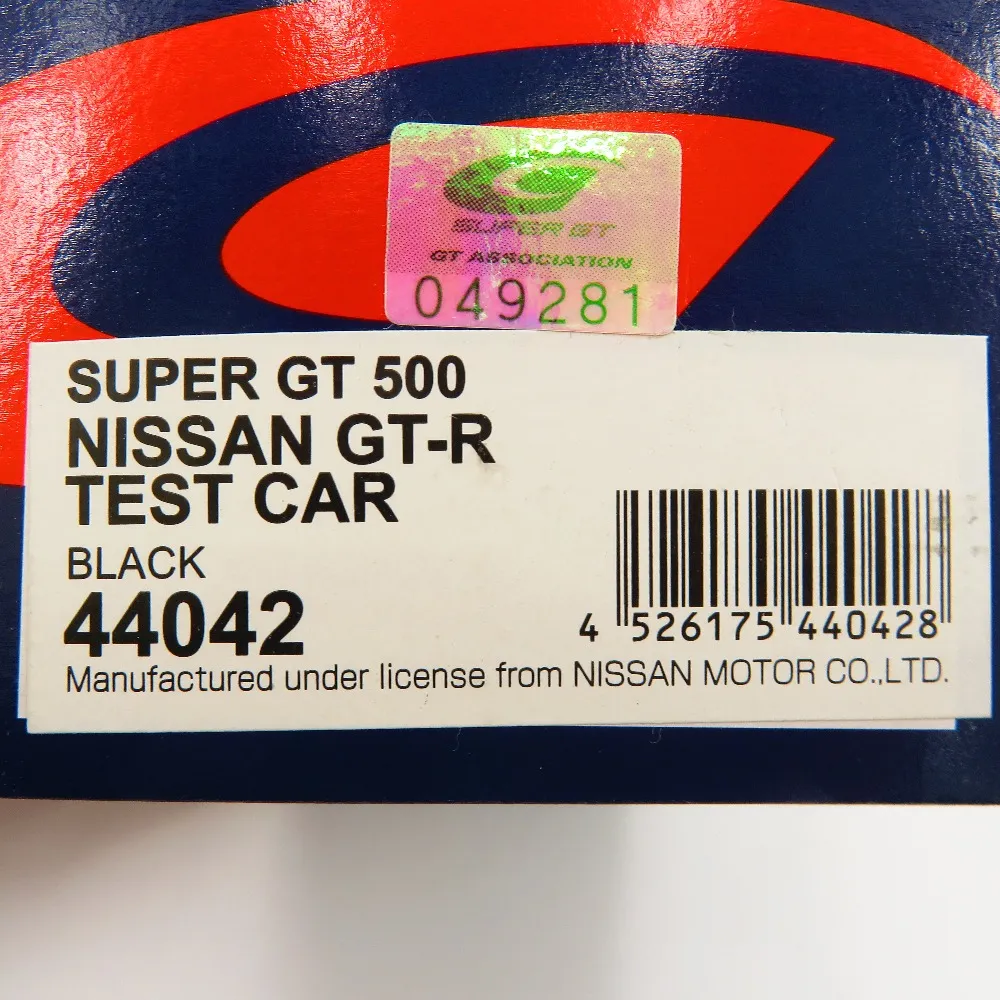 SUPER GT
GT ASSOCIATION
049281
SUPER GT 500
NISSAN GT-R
TEST CAR
BLACK
44042
4 526175 440428
Manufactured under license from NISSAN MOTOR CO.,LTD.